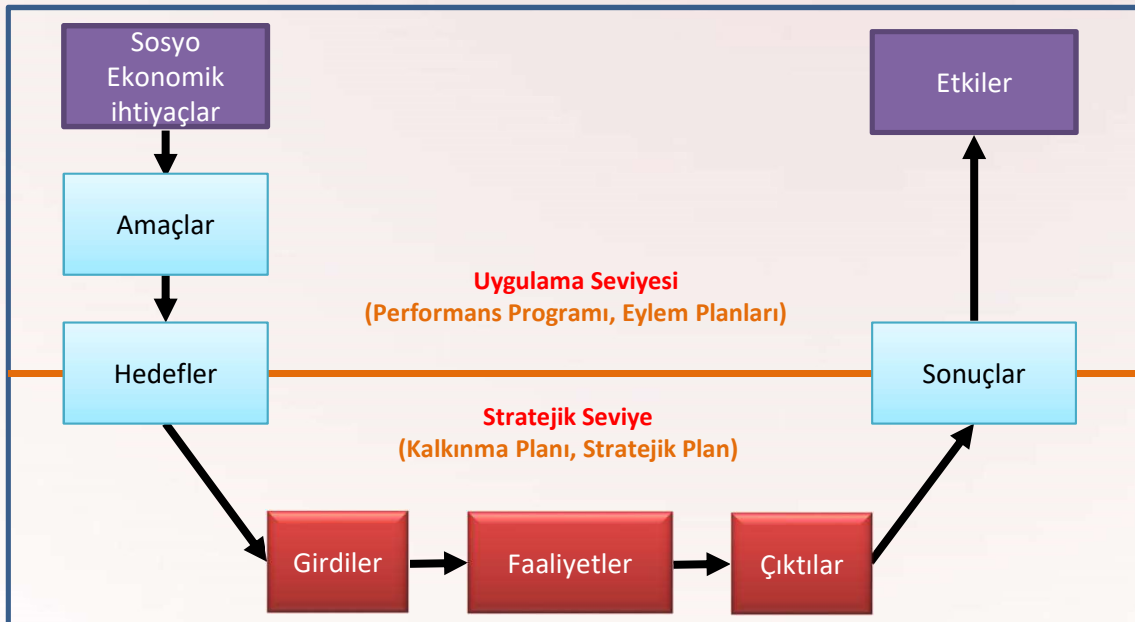 Sosyo
Ekonomik
ihtiyaçlar
Etkiler
Amaçlar
Uygulama Seviyesi
(Performans Programı, Eylem Planları)
Hedefler
Sonuçlar
Stratejik Seviye
(Kalkınma Planı, Stratejik Plan)
Girdiler
Faaliyetler
Çıktılar